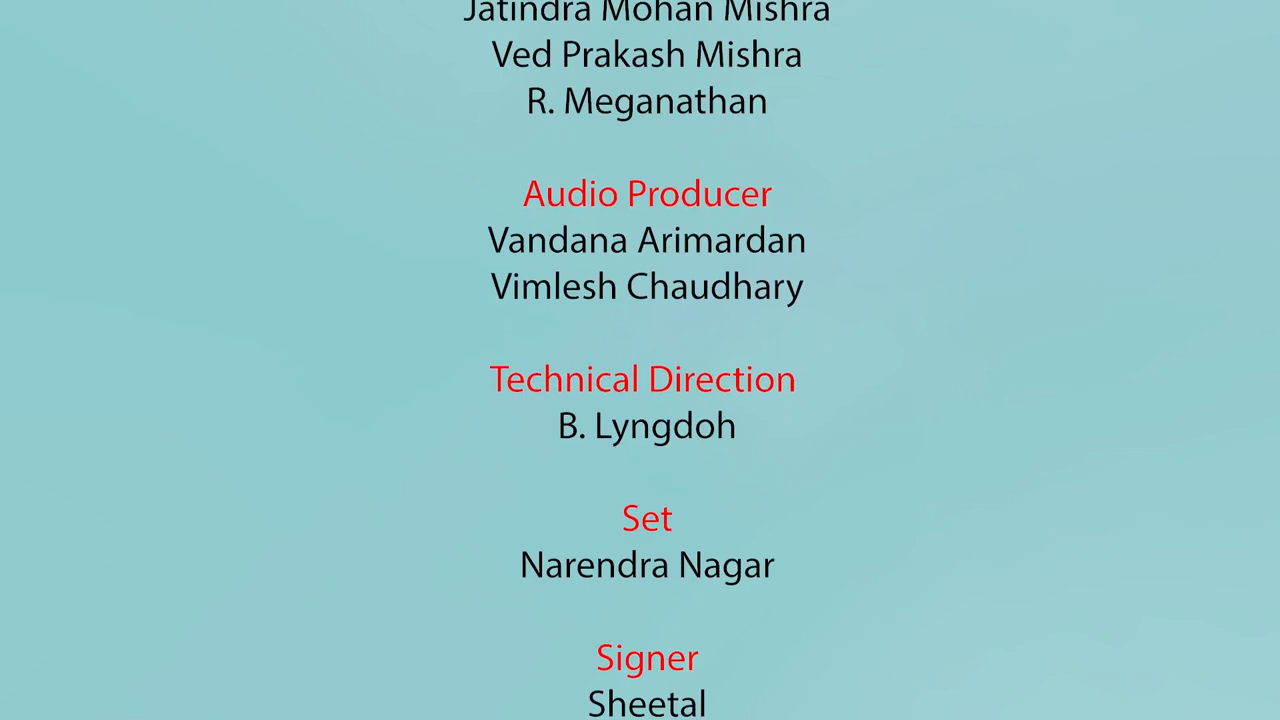 Jatindra Mohan Mishra
Ved Prakash Mishra
R. Meganathan
Audio Producer
Vandana Arimardan
Vimlesh Chaudhary
Technical Direction
B. Lyngdoh
Set
Narendra Nagar
Signer
Sheetal